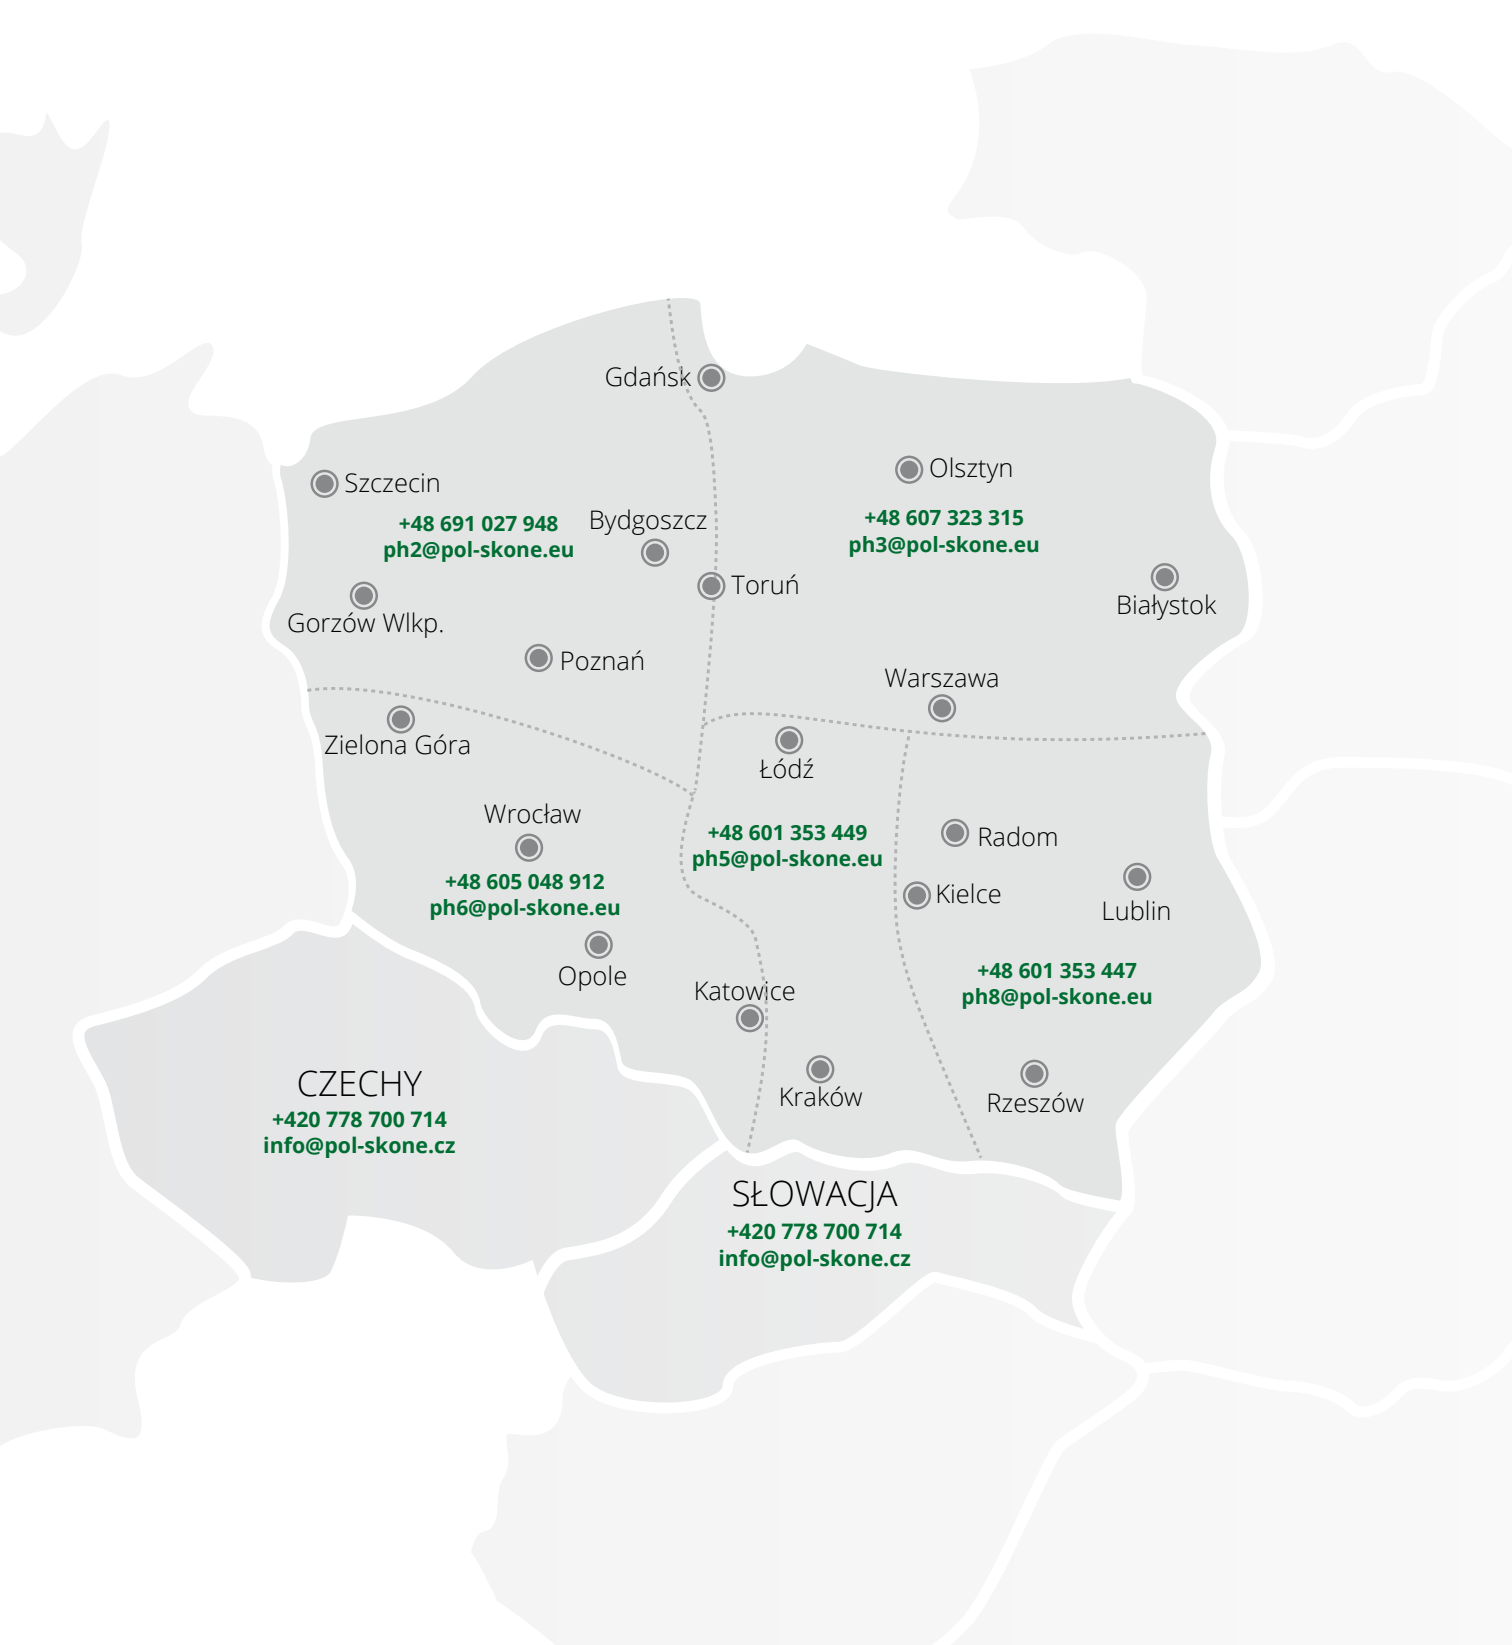 Gdańsk
Olsztyn
Szczecin
+48 607 323 315
ph3@pol-skone.eu
+48 691 027 948
ph2@pol-skone.eu
Bydgoszcz
Toruń
Białystok
Gorzów Wlkp.
Poznań
Warszawa
Zielona Góra
Łódź
Wrocław
+48 601 353 449
ph5@pol-skone.eu
Radom
+48 605 048 912
ph6@pol-skone.eu
Kielce
Lublin
Opole
Katowice
+48 601 353 447
ph8@pol-skone.eu
Kraków
Rzeszów
CZECHY
+420 778 700 714
info@pol-skone.cz
SŁOWACJA
+420 778 700 714
info@pol-skone.cz